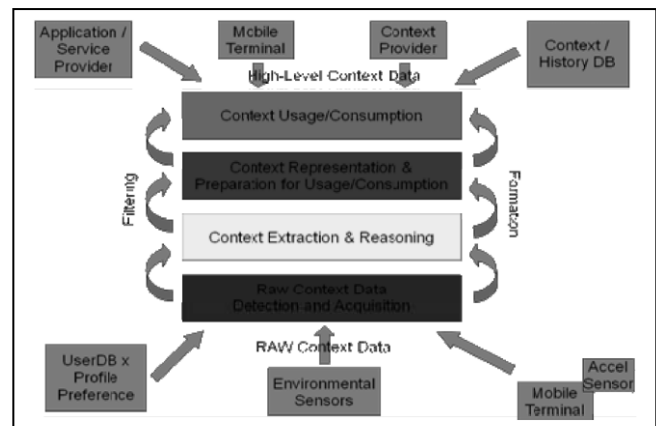 Application /
Service
Provider
Mobile
Terminal
Context
Provider
Context /
History DB
High-Level Context Data
Context Usage/Consumption
Context Representation &
Preparation for Usage/Consumption
Filtering
Formation
Context Extraction & Reasoning
Raw Context Data
Detection and Acquisition
RAW Context Data
UserDB x
Profile
Preference
Environmental
Sensors
Accel
Sensor
Mobile
Terminal